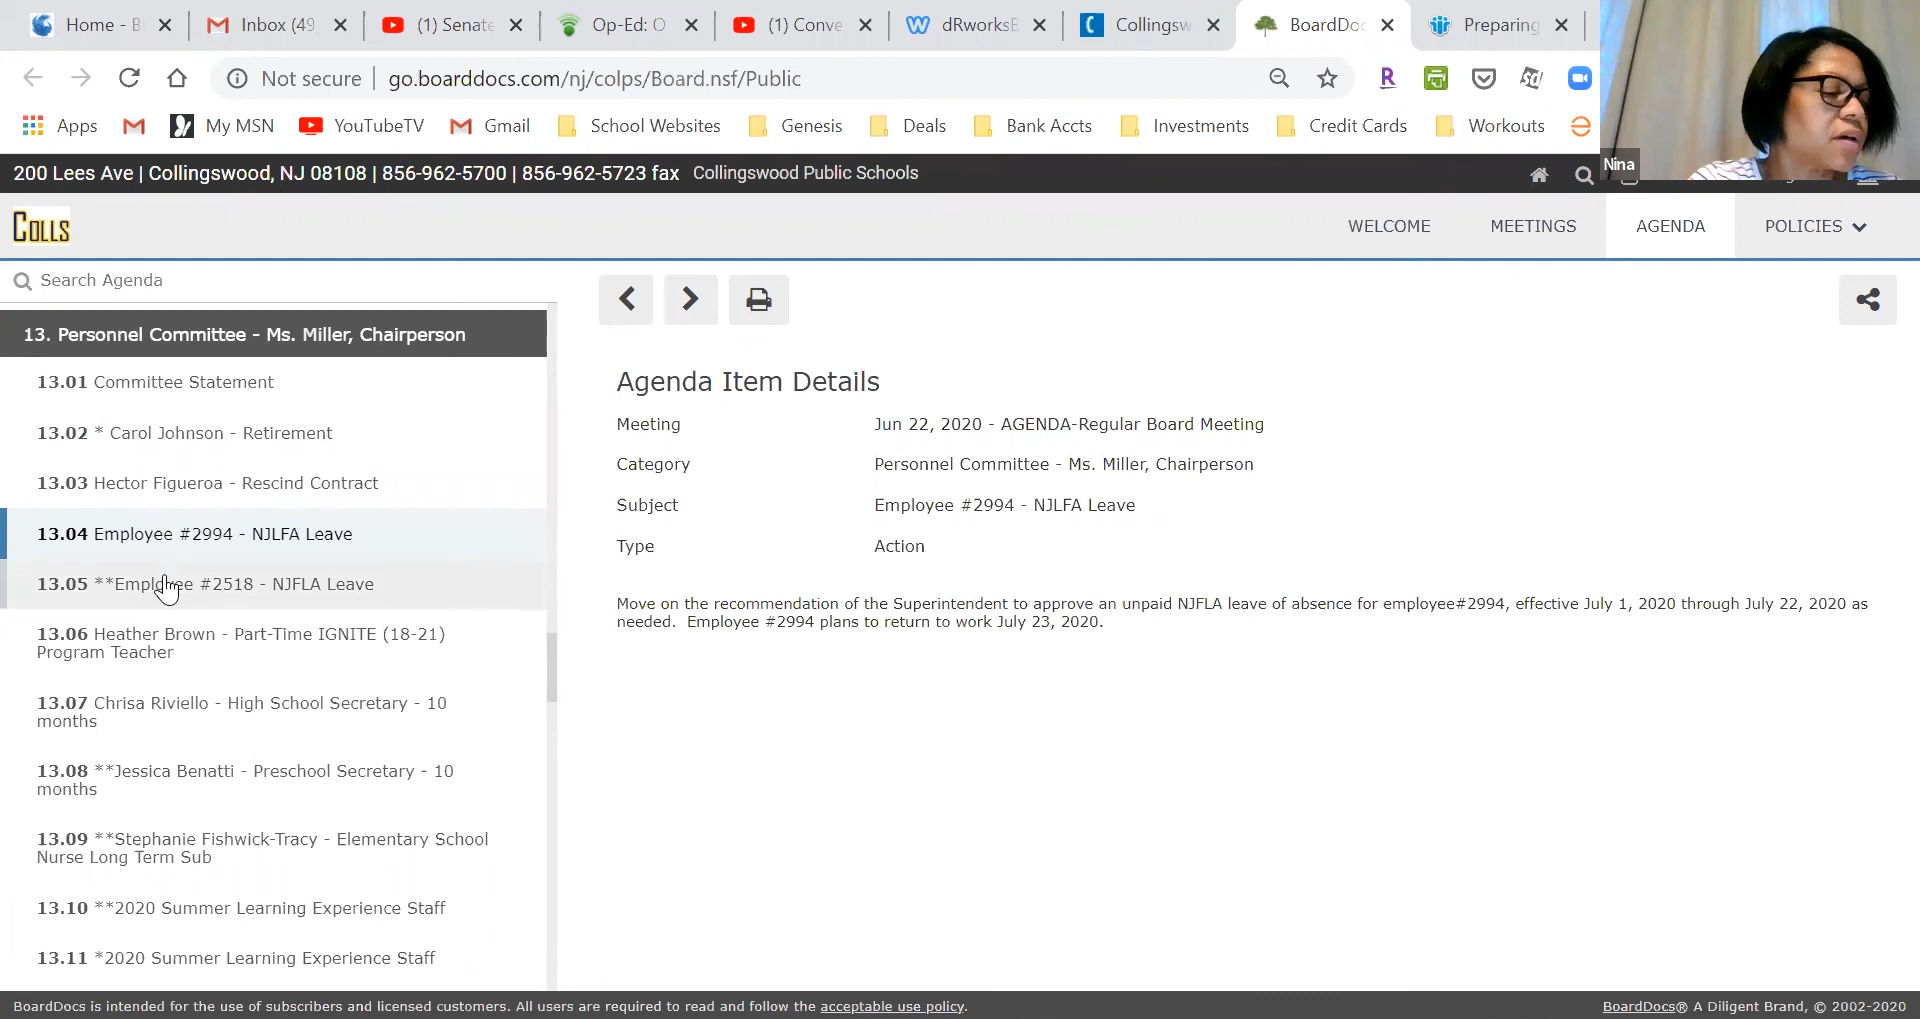 Home - B
Inbox (49,
(1) Senate
Op-Ed: O
(1) Conve
dRworksB
Collingsw
BoardDoc
Preparing
Not secure
go.boarddocs.com/nj/colps/Board.nsf/Public
Apps
My MSN
YouTubeTV
Gmail
School Websites
Genesis
Deals
Bank Accts
Investments
Credit Cards
Workouts
Nina
200 Lees Ave | Collingswood, NJ 08108 | 856-962-5700 | 856-962-5723 fax Collingswood Public Schools
COLLS
WELCOME
MEETINGS
AGENDA
POLICIES
Search Agenda
13. Personnel Committee - Ms. Miller, Chairperson
13.01 Committee Statement
13.02 * Carol Johnson - Retirement
13.03 Hector Figueroa - Rescind Contract
13.04 Employee #2994 - NJLFA Leave
13.05 **Employee #2518 - NJFLA Leave
13.06 Heather Brown - Part-Time IGNITE (18-21)
Program Teacher
13.07 Chrisa Riviello - High School Secretary - 10
months
13.08 **Jessica Benatti - Preschool Secretary - 10
months
13.09 **Stephanie Fishwick-Tracy - Elementary School
Nurse Long Term Sub
13.10 **2020 Summer Learning Experience Staff
13.11 *2020 Summer Learning Experience Staff
Agenda Item Details
Meeting Jun 22, 2020 - AGENDA-Regular Board Meeting
Category Personnel Committee - Ms. Miller, Chairperson
Subject Employee #2994 - NJLFA Leave
Type Action
Move on the recommendation of the Superintendent to approve an unpaid NJFLA leave of absence for employee#2994, effective July 1, 2020 through July 22, 2020 as
needed. Employee #2994 plans to return to work July 23, 2020.
BoardDocs is intended for the use of subscribers and licensed customers. All users are required to read and follow the acceptable use policy.
BoardDocs® A Diligent Brand, © 2002-2020